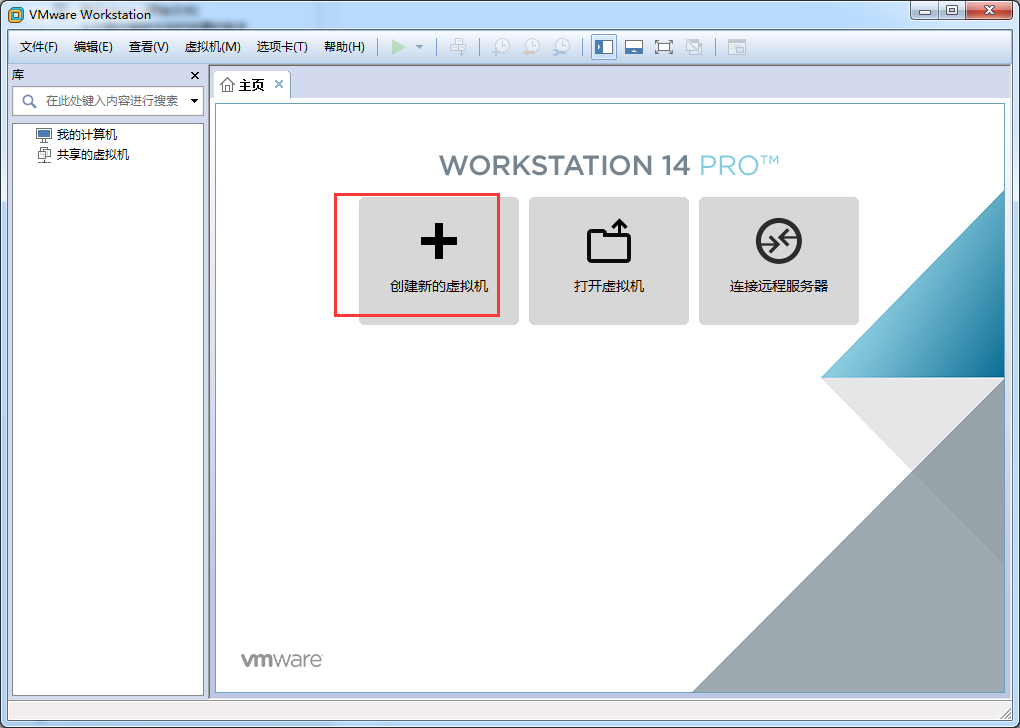 VMware Workstation
文件(F) 编辑(E) 查看(V) 虚拟机(M) 选项卡(T) 帮助(H)
库
在此处键入内容进行搜索
我的计算机
共享的虚拟机
主页
WORKSTATION 14 PRO™
创建新的虚拟机
打开虚拟机
连接远程服务器
vmware